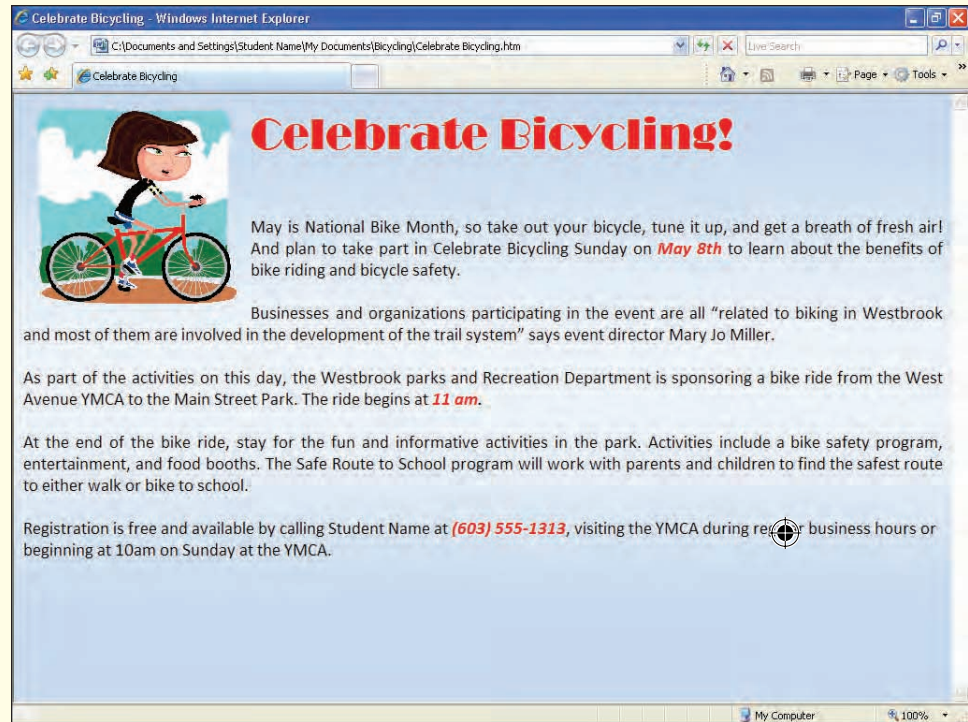 Celebrate Bicycling - Windows Internet Explorer
C:\Documents and Settings\Student Name\My Documents\Bicycling\Celebrate Bicycling.htm
Live Search
Celebrate Bicycling
Page
Tools
Celebrate Bicycling!
May is National Bike Month, so take out your bicycle, tune it up, and get a breath of fresh air!
And plan to take part in Celebrate Bicycling Sunday on May 8th to learn about the benefits of
bike riding and bicycle safety.
Businesses and organizations participating in the event are all “related to biking in Westbrook
and most of them are involved in the development of the trail system” says event director Mary Jo Miller.
As part of the activities on this day, the Westbrook parks and Recreation Department is sponsoring a bike ride from the West
Avenue YMCA to the Main Street Park. The ride begins at 11 am.
At the end of the bike ride, stay for the fun and informative activities in the park. Activities include a bike safety program,
entertainment, and food booths. The Safe Route to School program will work with parents and children to find the safest route
to either walk or bike to school.
Registration is free and available by calling Student Name at (603) 555-1313, visiting the YMCA during business hours or
beginning at 10am on Sunday at the YMCA.
My Computer
100%